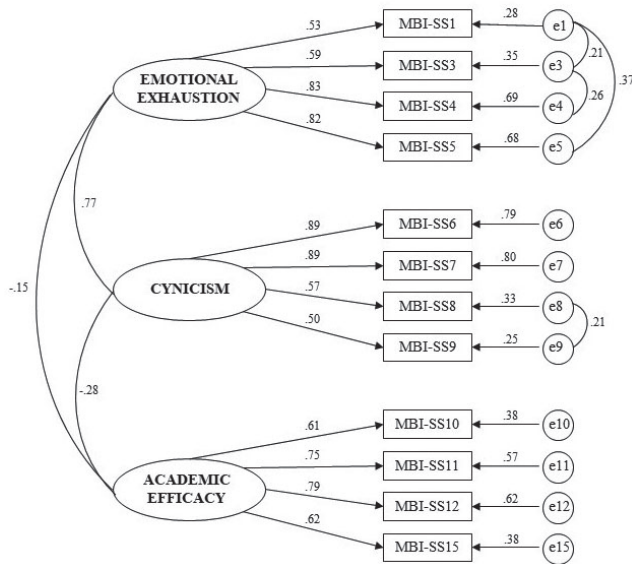 .53 MBI-SS1 .28 e1
.59 MBI-SS3 .35 e3 .21
EMOTIONAL
EXHAUSTION
.83 MBI-SS4 .69 e4 .26 .37
.82 MBI-SS5 .68 e5
.77
.89 MBI-SS6 .79 e6
.89 MBI-SS7 .80 e7
-.15
CYNICISM
.57 MBI-SS8 .33 e8
.50 MBI-SS9 .25 e9 .21
-.28
.61 MBI-SS10 .38 e10
.75 MBI-SS11 .57 e11
ACADEMIC
EFFICACY
.79 MBI-SS12 .62 e12
.62 MBI-SS15 .38 e15